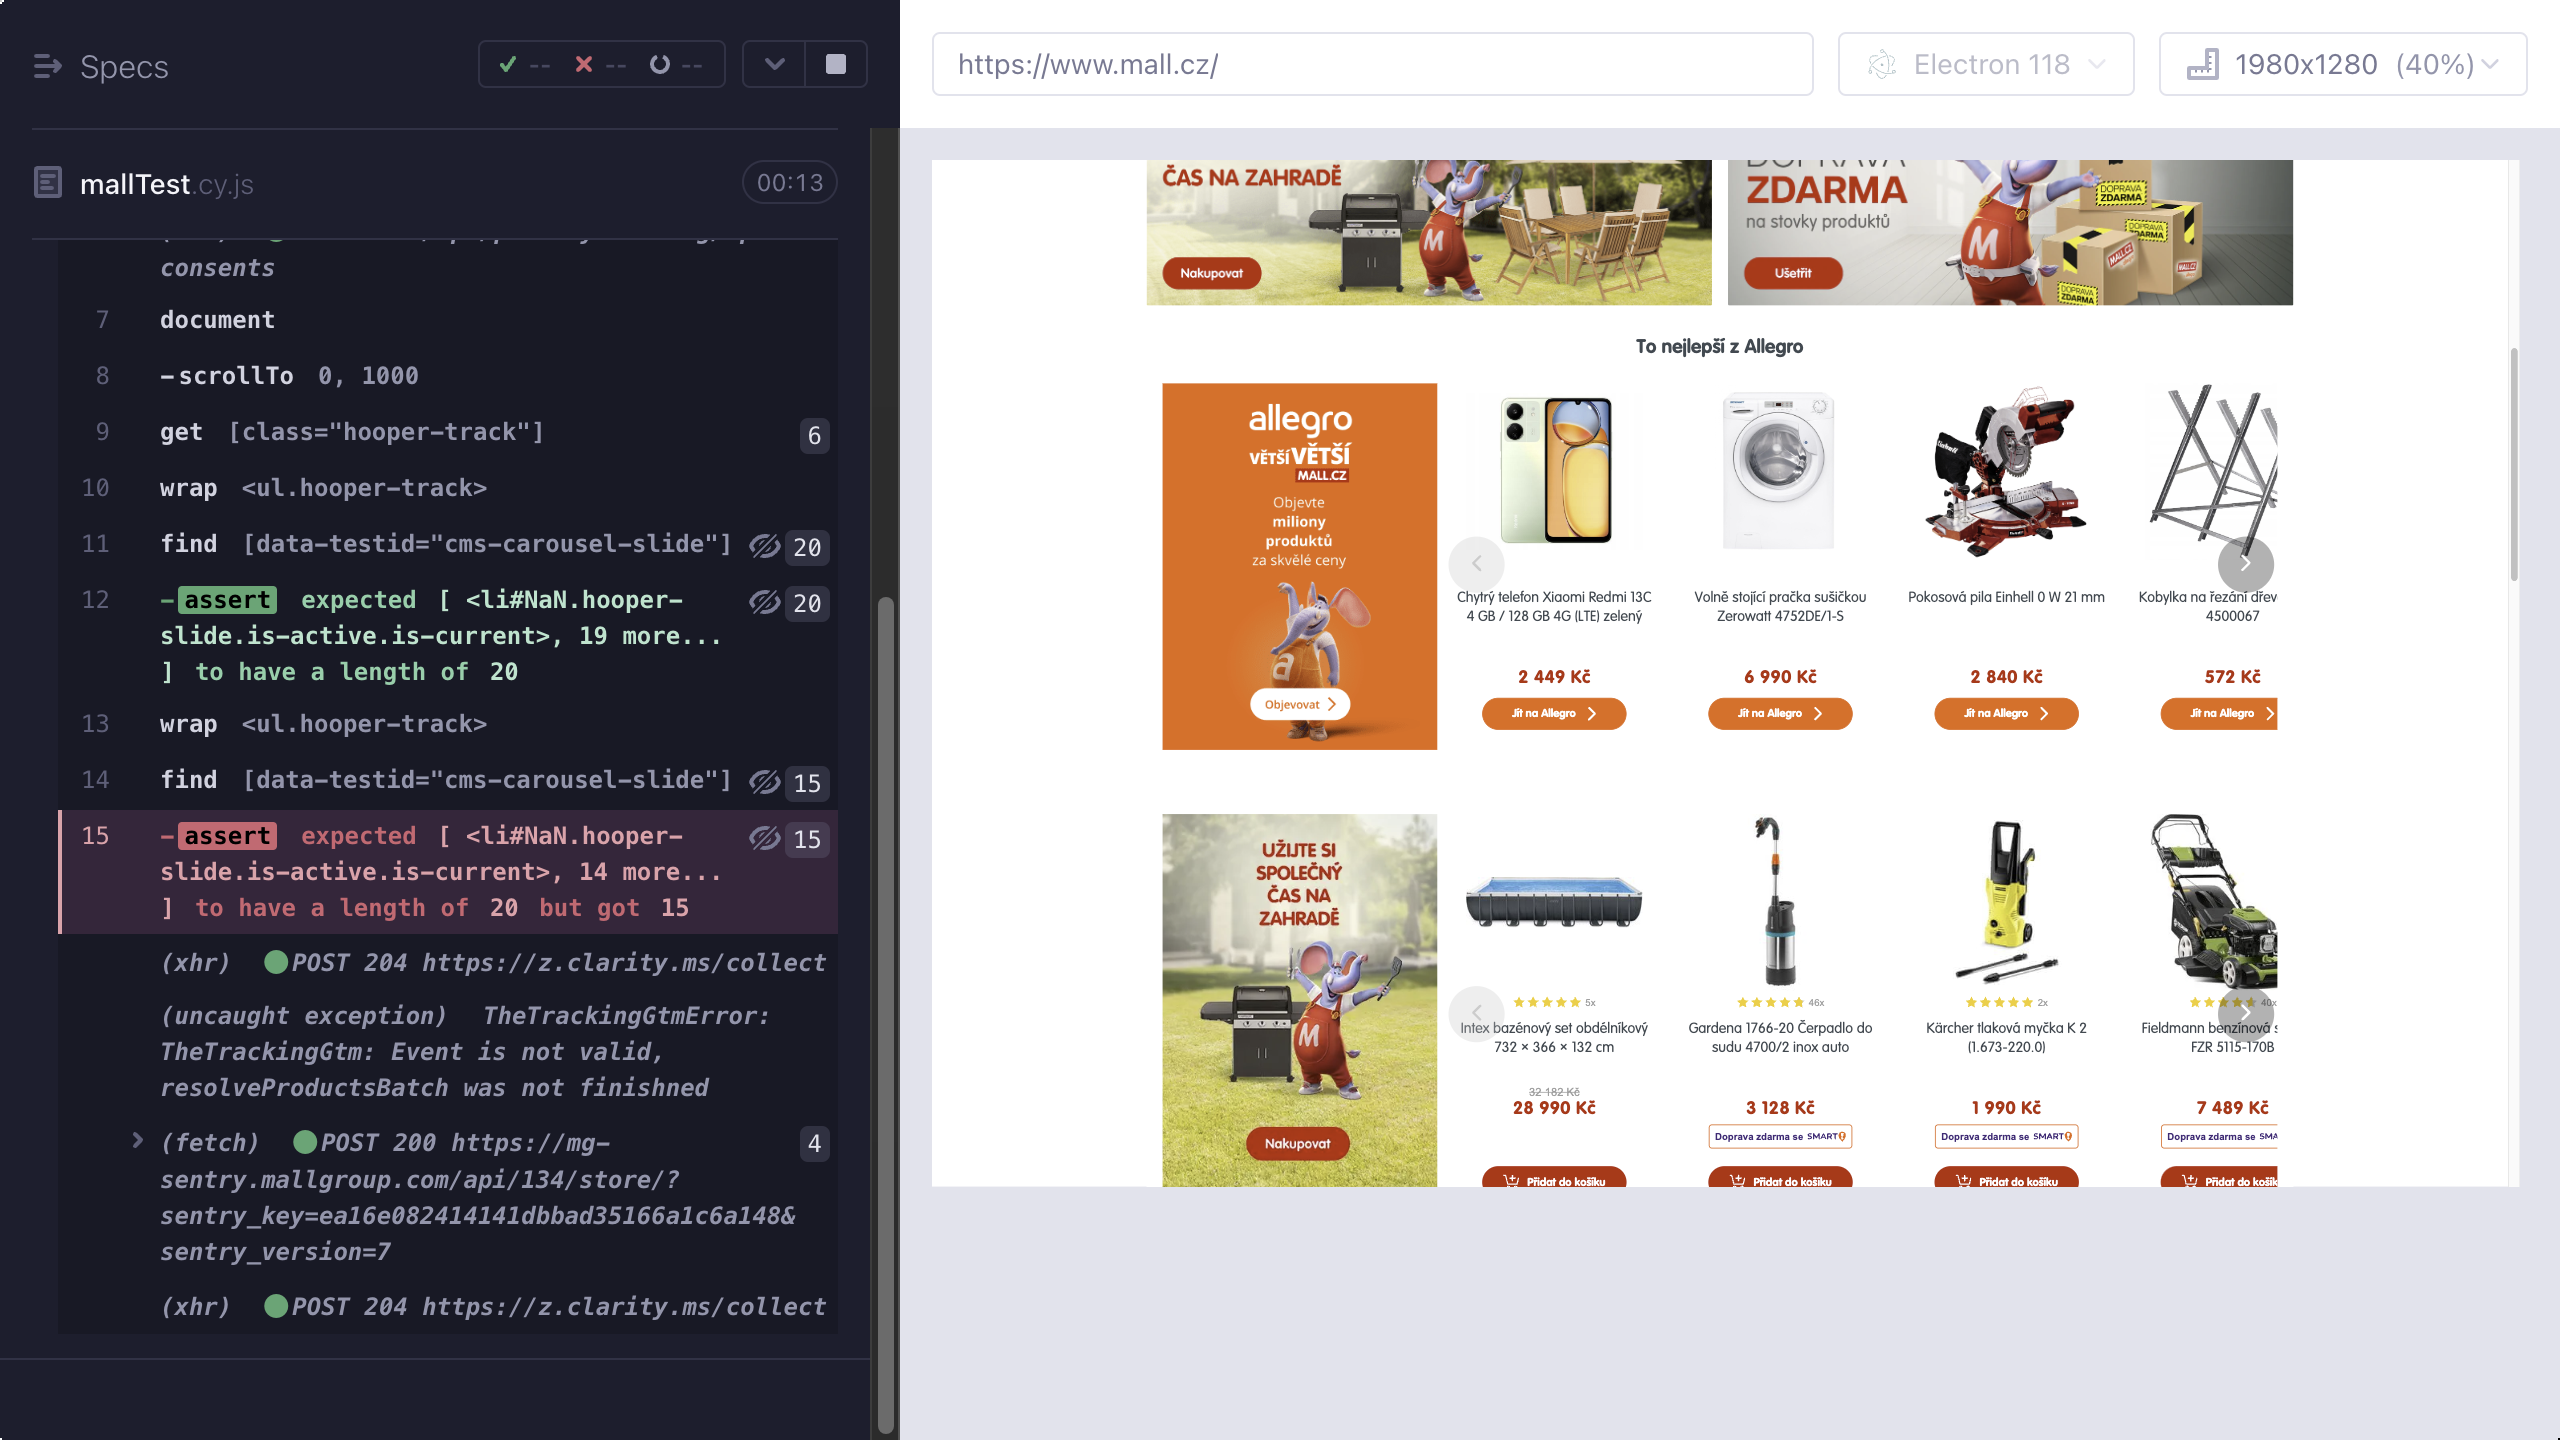 Specs
-- -- --
mallTest.cy.js
00:13
consents
7 document
8 -scrollTo 0, 1000
9 get [class="hooper-track"] 6
10 wrap <ul.hooper-track>
11 find [data-testid="cms-carousel-slide"] 20
12 -assert expected [ <li#NaN.hooper- 20
slide.is-active.is-current>, 19 more...
] to have a length of 20
13 wrap <ul.hooper-track>
14 find [data-testid="cms-carousel-slide"] 15
15 -assert expected [ <li#NaN.hooper- 15
slide.is-active.is-current>, 14 more...
] to have a length of 20 but got 15
(xhr) POST 204 https://z.clarity.ms/collect
(uncaught exception) TheTrackingGtmError:
TheTrackingGtm: Event is not valid,
resolveProductsBatch was not finishned
(fetch) POST 200 https://mg- 4
sentry.mallgroup.com/api/134/store/?
sentry_key=ea16e082414141dbbad35166a1c6a148&
sentry_version=7
(xhr) POST 204 https://z.clarity.ms/collect
https://www.mall.cz/
Electron 118
1980x1280 (40%)
ČAS NA ZAHRADĚ
Nakupovat
M
DOPRAVA
ZDARMA
na stovky produktů
Ušetřit
M
DOPRAVA
ZDARMA
DOPRAVA
ZDARMA
DOPRAVA
ZDARMA
MALL.CZ
MALL.CZ
To nejlepší z Allegro
allegro
VĚTŠÍ VĚTŠÍ
MALL.CZ
Objevte
miliony
produktů
za skvělé ceny
a
Objevovat
Chytrý telefon Xiaomi Redmi 13C
4 GB / 128 GB 4G (LTE) zelený
2 449 Kč
Jít na Allegro
Volně stojící pračka sušičkou
Zerowatt 4752DE/1-S
6 990 Kč
Jít na Allegro
Einhell
Pokosová pila Einhell 0 W 21 mm
2 840 Kč
Jít na Allegro
Kobylka na řezání dřev
4500067
572 Kč
Jít na Allegro
UŽIJTE SI
SPOLEČNÝ
ČAS NA
ZAHRADĚ
M
Nakupovat
5x
Intex bazénový set obdélníkový
732 × 366 × 132 cm
32 182 Kč
28 990 Kč
Přidat do košíku
46x
Gardena 1766-20 Čerpadlo do
sudu 4700/2 inox auto
3 128 Kč
Doprava zdarma se SMART
Přidat do košíku
2x
Kärcher tlaková myčka K 2
(1.673-220.0)
1 990 Kč
Doprava zdarma se SMART
Přidat do košíku
40x
Fieldmann benzínová s
FZR 5115-170B
7 489 Kč
Doprava zdarma se SMA
Přidat do košík